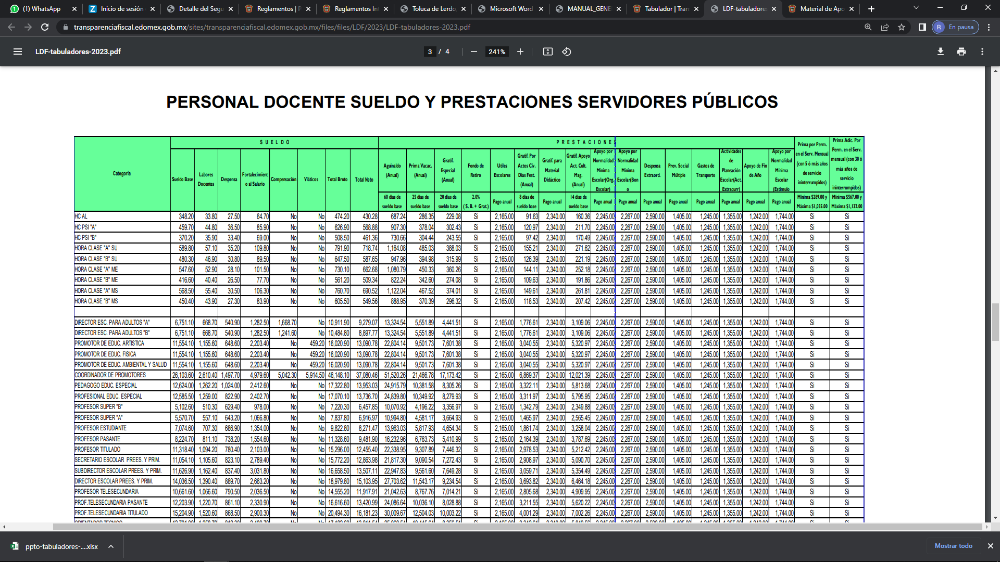 (1) WhatsApp
Inicio de sesión
Detalle del Segu
Reglamentos | P
Reglamentos Int
Toluca de Lerdo
Microsoft Word
MANUAL_GENE
Tabulador | Tran
LDF-tabuladores
Material de Apo
transparenciafiscal.edomex.gob.mx/sites/transparenciafiscal.edomex.gob.mx/files/files/LDF/2023/LDF-tabuladores-2023.pdf
R En pausa
LDF-tabuladores-2023.pdf
3 / 4
241%
PERSONAL DOCENTE SUELDO Y PRESTACIONES SERVIDORES PÚBLICOS
SUELDO PRESTACIONES
Categoría
Sueldo Base
Labores Docentes
Despensa
Fortalecimiento al Salario
Compensación
Viáticos
Total Bruto
Total Neto
Aguinaldo (Anual) 60 días de sueldo base
Prima Vacac. (Anual) 25 días de sueldo base
Gratif. Especial (Anual) 20 días de sueldo base
Fondo de Retiro 2.0% ( S. B. + Grat.)
Utiles Escolares Pago anual
Gratif. Por Actos Civ. Dias Fest. (Anual) 8 días de sueldo base
Gratif. para Material Didáctico Pago anual
Gratif. Apoyo Act. Cult. Mag. (Anual) 14 días de sueldo base
Apoyo por Normalidad Mínima Escolar(Org. Escolar) Pago anual
Apoyo por Normalidad Mínima Escolar(Bono Pago anual
Despensa Extraord. Pago anual
Prev. Social Múltiple Pago anual
Gastos de Transporte Pago anual
Actividades de Planeación Escolar(Act. Extracurr) Pago anual
Apoyo de Fin de Año Pago anual
Apoyo por Normalidad Mínima Escolar (Estímulo Pago anual
Prima por Perm. en el Serv. Mensual (con 5 ó más años de servicio ininterrumpidos) Mínima $289.00 y Máxima $1,035.00
Prima Adic. Por Perm. en el Serv. mensual (con 30 ó más años de servicio ininterrumpidos) Mínima $567.00 y Máxima $1,132.00
HC AL 348.20 33.80 27.50 64.70 No No 474.20 430.28 687.24 286.35 229.08 Si 2,165.00 91.63 2,340.00 160.36 2,245.00 2,267.00 2,590.00 1,405.00 1,245.00 1,355.00 1,242.00 1,744.00 Si Si
HC PSI "A" 459.70 44.80 36.50 85.90 No No 626.90 568.88 907.30 378.04 302.43 Si 2,165.00 120.97 2,340.00 211.70 2,245.00 2,267.00 2,590.00 1,405.00 1,245.00 1,355.00 1,242.00 1,744.00 Si Si
HC PSI "B" 370.20 35.90 33.40 69.00 No No 508.50 461.36 730.66 304.44 243.55 Si 2,165.00 97.42 2,340.00 170.49 2,245.00 2,267.00 2,590.00 1,405.00 1,245.00 1,355.00 1,242.00 1,744.00 Si Si
HORA CLASE "A" SU 589.80 57.10 35.20 109.80 No No 791.90 718.74 1,164.08 485.03 388.03 Si 2,165.00 155.21 2,340.00 271.62 2,245.00 2,267.00 2,590.00 1,405.00 1,245.00 1,355.00 1,242.00 1,744.00 Si Si
HORA CLASE "B" SU 480.30 46.90 30.80 89.50 No No 647.50 587.65 947.96 394.98 315.99 Si 2,165.00 126.39 2,340.00 221.19 2,245.00 2,267.00 2,590.00 1,405.00 1,245.00 1,355.00 1,242.00 1,744.00 Si Si
HORA CLASE "A" ME 547.60 52.90 28.10 101.50 No No 730.10 662.68 1,080.79 450.33 360.26 Si 2,165.00 144.11 2,340.00 252.18 2,245.00 2,267.00 2,590.00 1,405.00 1,245.00 1,355.00 1,242.00 1,744.00 Si Si
HORA CLASE "B" ME 416.60 40.40 26.50 77.70 No No 561.20 509.34 822.24 342.60 274.08 Si 2,165.00 109.63 2,340.00 191.86 2,245.00 2,267.00 2,590.00 1,405.00 1,245.00 1,355.00 1,242.00 1,744.00 Si Si
HORA CLASE "A" MS 568.50 55.40 30.50 106.30 No No 760.70 690.52 1,122.04 467.52 374.01 Si 2,165.00 149.61 2,340.00 261.81 2,245.00 2,267.00 2,590.00 1,405.00 1,245.00 1,355.00 1,242.00 1,744.00 Si Si
HORA CLASE "B" MS 450.40 43.90 27.30 83.90 No No 605.50 549.56 888.95 370.39 296.32 Si 2,165.00 118.53 2,340.00 207.42 2,245.00 2,267.00 2,590.00 1,405.00 1,245.00 1,355.00 1,242.00 1,744.00 Si Si
DIRECTOR ESC. PARA ADULTOS "A" 6,751.10 668.70 540.90 1,282.50 1,668.70 No 10,911.90 9,279.07 13,324.54 5,551.89 4,441.51 Si 2,165.00 1,776.61 2,340.00 3,109.06 2,245.00 2,267.00 2,590.00 1,405.00 1,245.00 1,355.00 1,242.00 1,744.00 Si Si
DIRECTOR ESC. PARA ADULTOS "B" 6,751.10 668.70 540.90 1,282.50 1,241.60 No 10,484.80 8,897.77 13,324.54 5,551.89 4,441.51 Si 2,165.00 1,776.61 2,340.00 3,109.06 2,245.00 2,267.00 2,590.00 1,405.00 1,245.00 1,355.00 1,242.00 1,744.00 Si Si
PROMOTOR DE EDUC. ARTISTICA 11,554.10 1,155.60 648.60 2,203.40 No 459.20 16,020.90 13,090.78 22,804.14 9,501.73 7,601.38 Si 2,165.00 3,040.55 2,340.00 5,320.97 2,245.00 2,267.00 2,590.00 1,405.00 1,245.00 1,355.00 1,242.00 1,744.00 Si Si
PROMOTOR DE EDUC. FISICA 11,554.10 1,155.60 648.60 2,203.40 No 459.20 16,020.90 13,090.78 22,804.14 9,501.73 7,601.38 Si 2,165.00 3,040.55 2,340.00 5,320.97 2,245.00 2,267.00 2,590.00 1,405.00 1,245.00 1,355.00 1,242.00 1,744.00 Si Si
PROMOTOR DE EDUC. AMBIENTAL Y SALUD 11,554.10 1,155.60 648.60 2,203.40 No 459.20 16,020.90 13,090.78 22,804.14 9,501.73 7,601.38 Si 2,165.00 3,040.55 2,340.00 5,320.97 2,245.00 2,267.00 2,590.00 1,405.00 1,245.00 1,355.00 1,242.00 1,744.00 Si Si
COORDINADOR DE PROMOTORES 26,103.60 2,610.40 1,497.70 4,979.60 5,042.30 5,914.50 46,148.10 37,080.46 51,520.26 21,466.78 17,173.42 Si 2,165.00 6,869.37 2,340.00 12,021.39 2,245.00 2,267.00 2,590.00 1,405.00 1,245.00 1,355.00 1,242.00 1,744.00 Si Si
PEDAGOGO EDUC. ESPECIAL 12,624.00 1,262.20 1,024.00 2,412.60 No No 17,322.80 13,953.03 24,915.79 10,381.58 8,305.26 Si 2,165.00 3,322.11 2,340.00 5,813.68 2,245.00 2,267.00 2,590.00 1,405.00 1,245.00 1,355.00 1,242.00 1,744.00 Si Si
PROFESIONAL EDUC. ESPECIAL 12,585.50 1,259.00 822.90 2,402.70 No No 17,070.10 13,736.70 24,839.80 10,349.92 8,279.93 Si 2,165.00 3,311.97 2,340.00 5,795.95 2,245.00 2,267.00 2,590.00 1,405.00 1,245.00 1,355.00 1,242.00 1,744.00 Si Si
PROFESOR SUPER "B" 5,102.60 510.30 629.40 978.00 No No 7,220.30 6,457.85 10,070.92 4,196.22 3,356.97 Si 2,165.00 1,342.79 2,340.00 2,349.88 2,245.00 2,267.00 2,590.00 1,405.00 1,245.00 1,355.00 1,242.00 1,744.00 Si Si
PROFESOR SUPER "A" 5,570.70 557.10 643.20 1,066.80 No No 7,837.80 6,916.97 10,994.80 4,581.17 3,664.93 Si 2,165.00 1,465.97 2,340.00 2,565.45 2,245.00 2,267.00 2,590.00 1,405.00 1,245.00 1,355.00 1,242.00 1,744.00 Si Si
PROFESOR ESTUDIANTE 7,074.60 707.30 686.90 1,354.00 No No 9,822.80 8,271.47 13,963.03 5,817.93 4,654.34 Si 2,165.00 1,861.74 2,340.00 3,258.04 2,245.00 2,267.00 2,590.00 1,405.00 1,245.00 1,355.00 1,242.00 1,744.00 Si Si
PROFESOR PASANTE 8,224.70 811.10 738.20 1,554.60 No No 11,328.60 9,481.90 16,232.96 6,763.73 5,410.99 Si 2,165.00 2,164.39 2,340.00 3,787.69 2,245.00 2,267.00 2,590.00 1,405.00 1,245.00 1,355.00 1,242.00 1,744.00 Si Si
PROFESOR TITULADO 11,318.40 1,094.20 780.40 2,103.00 No No 15,296.00 12,455.40 22,338.95 9,307.89 7,446.32 Si 2,165.00 2,978.53 2,340.00 5,212.42 2,245.00 2,267.00 2,590.00 1,405.00 1,245.00 1,355.00 1,242.00 1,744.00 Si Si
SECRETARIO ESCOLAR PREES. Y PRIM. 11,054.10 1,105.60 823.10 2,789.40 No No 15,772.20 12,863.98 21,817.30 9,090.54 7,272.43 Si 2,165.00 2,908.97 2,340.00 5,090.70 2,245.00 2,267.00 2,590.00 1,405.00 1,245.00 1,355.00 1,242.00 1,744.00 Si Si
SUBDIRECTOR ESCOLAR PREES. Y PRIM. 11,626.90 1,162.40 837.40 3,031.80 No No 16,658.50 13,507.11 22,947.83 9,561.60 7,649.28 Si 2,165.00 3,059.71 2,340.00 5,354.49 2,245.00 2,267.00 2,590.00 1,405.00 1,245.00 1,355.00 1,242.00 1,744.00 Si Si
DIRECTOR ESCOLAR PREES. Y PRIM. 14,036.50 1,390.40 889.70 2,663.20 No No 18,979.80 15,103.95 27,703.62 11,543.17 9,234.54 Si 2,165.00 3,693.82 2,340.00 6,464.18 2,245.00 2,267.00 2,590.00 1,405.00 1,245.00 1,355.00 1,242.00 1,744.00 Si Si
PROFESOR TELESECUNDARIA 10,661.60 1,066.60 790.50 2,036.50 No No 14,555.20 11,917.91 21,042.63 8,767.76 7,014.21 Si 2,165.00 2,805.68 2,340.00 4,909.95 2,245.00 2,267.00 2,590.00 1,405.00 1,245.00 1,355.00 1,242.00 1,744.00 Si Si
PROF.TELESECUNDARIA PASANTE 12,203.90 1,220.70 861.10 2,330.90 No No 16,616.60 13,420.99 24,086.64 10,036.10 8,028.88 Si 2,165.00 3,211.55 2,340.00 5,620.22 2,245.00 2,267.00 2,590.00 1,405.00 1,245.00 1,355.00 1,242.00 1,744.00 Si Si
PROF.TELESECUNDARIA TITULADO 15,204.90 1,520.60 868.50 2,900.30 No No 20,494.30 16,181.23 30,009.67 12,504.03 10,003.22 Si 2,165.00 4,001.29 2,340.00 7,002.26 2,245.00 2,267.00 2,590.00 1,405.00 1,245.00 1,355.00 1,242.00 1,744.00 Si Si
ppto-tabuladores-....xlsx
Mostrar todo